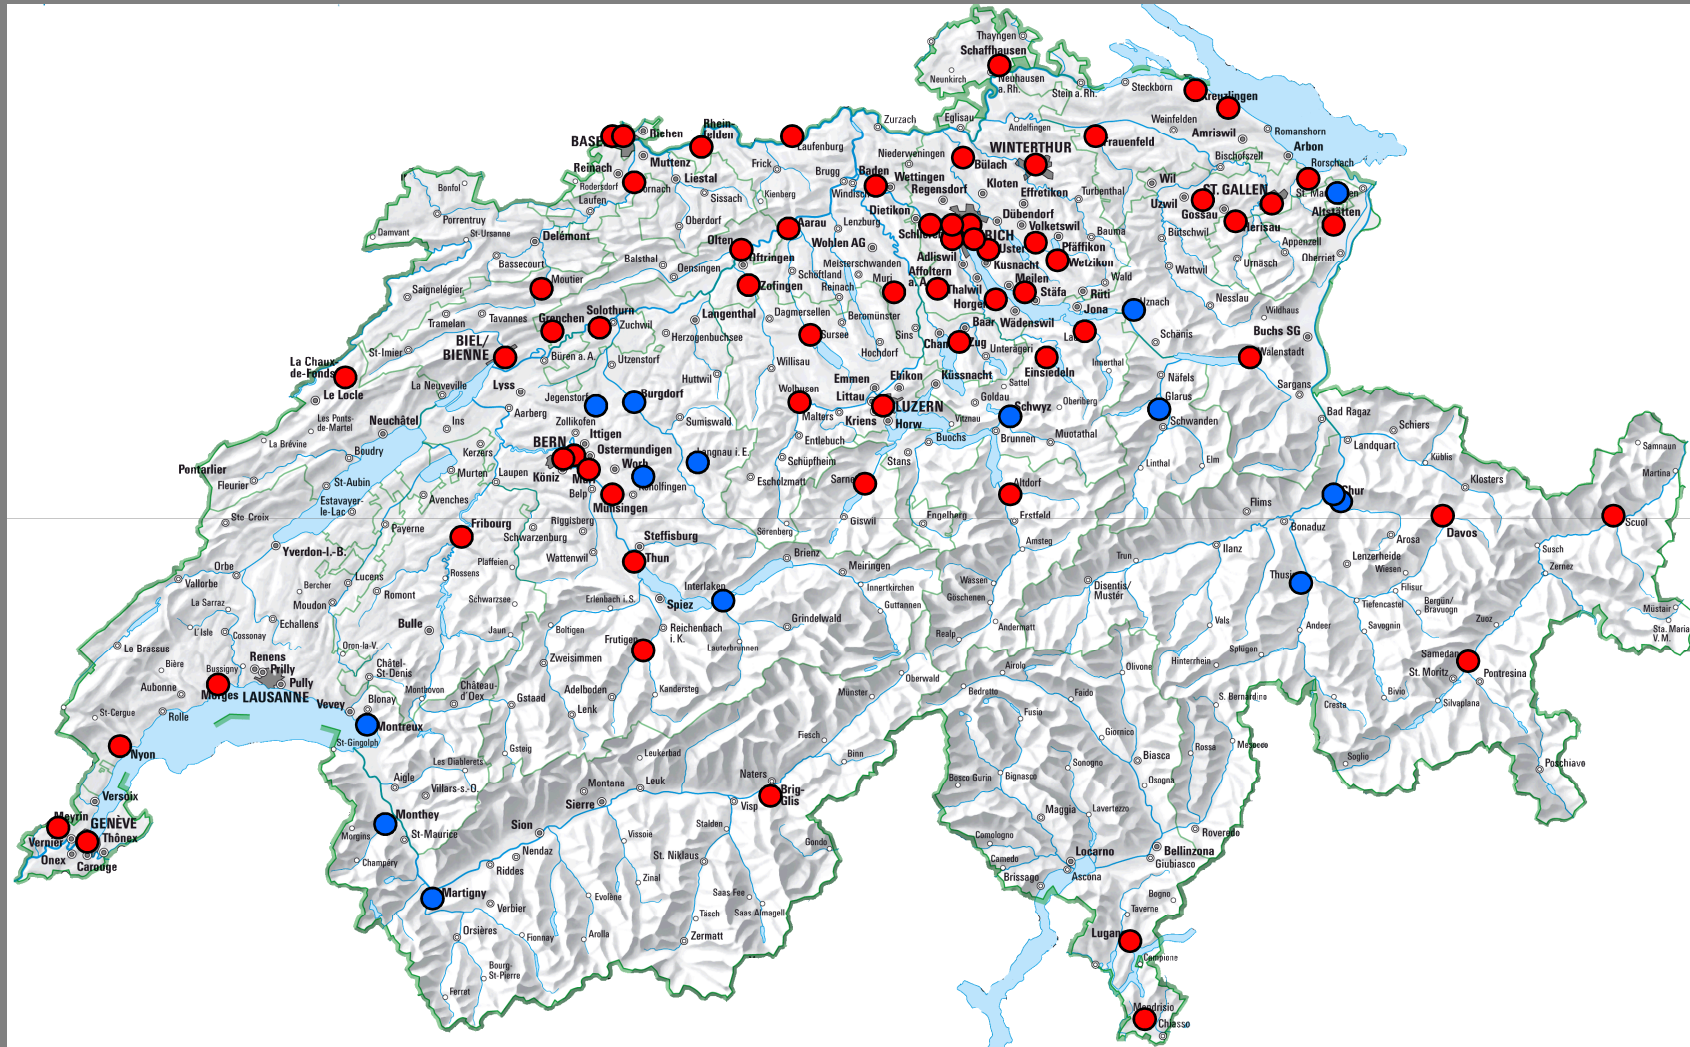 Thayngen
Schaffhausen
Neunkirch
Neuhausen
a. Rh.
Stein a. Rh.
Steckborn
Eglisau
Zurzach
Andelfingen
Weinfelden
Amriswil
Romanshorn
Arbon
Rorschach
Bischofszell
Frauenfeld
WINTERTHUR
Bülach
Niederweningen
Laufenburg
Rhein-
felden
Riehen
Muttenz
Reinach
Liestal
Frick
Brugg
Baden
Wettingen
Regensdorf
Kloten
Effretikon
Turbenthal
Wil
Uzwil
ST. GALLEN
Gossau
Herisau
Altstätten
Appenzell
Oberriet
Urnäsch
Bütschwil
Wattwil
Nesslau
Wildhaus
Buchs SG
Bonfol
Porrentruy
Damvant
St-Ursanne
Delémont
Bassecourt
Rodersdorf
Laufen
Sissach
Kienberg
Oberdorf
Aarau
Lenzburg
Dietikon
Dübendorf
Volketswil
Uster
Pfäffikon
Wetzikon
Bauma
Wald
Rüti
Jona
Uznach
Schänis
Walenstadt
Sargans
Bad Ragaz
Olten
Oftringen
Zofingen
Wohlen AG
Meisterschwanden
Schöftland
Reinach
Muri
Adliswil
Affoltern
a. A.
Thalwil
Küsnacht
Meilen
Stäfa
Wädenswil
Baar
Zug
Unterägeri
Einsiedeln
Sattel
Saignelégier
Moutier
Balsthal
Oensingen
Tramelan
Tavannes
Grenchen
Solothurn
Zuchwil
Langenthal
Herzogenbuchsee
Dagmersellen
Beromünster
Sursee
Sins
Hochdorf
St-Imier
BIEL/
BIENNE
Büren a. A.
Utzenstorf
Willisau
Huttwil
La Chaux-
de-Fonds
Le Locle
La Neuveville
Lyss
Jegenstorf
Burgdorf
Wolhusen
Emmen
Littau
Ebikon
Küssnacht
Goldau
LUZERN
Malters
Kriens
Horw
Vitznau
Schwyz
Oberiberg
Näfels
Glarus
Schwanden
Les Ponts-
de-Martel
Neuchâtel
Ins
Aarberg
Zollikofen
BERN
Ittigen
Ostermundigen
Sumiswald
Entlebuch
Buochs
Brunnen
Muotathal
La Brévine
Boudry
Kerzers
Laupen
Köniz
Belp
Münsingen
Langnau i. E.
Schüpfheim
Escholzmatt
Stans
Linthal
Elm
Landquart
Schiers
Küblis
Klosters
Samnaun
Martina
Pontarlier
Fleurier
St-Aubin
Estavayer-
le-Lac
Murten
Avenches
Altdorf
Erstfeld
Flims
Chur
Ste Croix
Payerne
Fribourg
Riggisberg
Schwarzenburg
Steffisburg
Sörenberg
Giswil
Engelberg
Amsteg
Bonaduz
Arosa
Davos
Scuol
Yverdon-l.-B.
Plaffeien
Wattenwil
Thun
Brienz
Meiringen
Trun
Ilanz
Lenzerheide
Wiesen
Susch
Zernez
Vallorbe
Orbe
Bercher
Lucens
Romont
Rossens
Schwarzsee
Erlenbach i. S.
Interlaken
Spiez
Innertkirchen
Guttannen
Wassen
Göschenen
Disentis/
Mustér
Filisur
Tiefencastel
Bergün/
Bravuogn
Müstair
Sta. Maria
V. M.
La Sarraz
L'Isle
Cossonay
Moudon
Echallens
Bulle
Jaun
Boltigen
Reichenbach
i. K.
Frutigen
Grindelwald
Lauterbrunnen
Realp
Andermatt
Vals
Andeer
Savognin
Zuoz
Le Brassus
Bière
Bussigny
Renens
Prilly
Pully
Oron-la-V.
Châtel-
St-Denis
Zweisimmen
Oberwald
Airolo
Olivone
Hinterrhein
Splügen
Samedan
St. Moritz
Pontresina
Aubonne
Morges
LAUSANNE
Vevey
Blonay
Montbovon
Château-
d'Oex
Gstaad
Adelboden
Lenk
Kandersteg
Münster
Bedretto
Fusio
Faido
S. Bernardino
Cresta
Bivio
Silvaplana
St-Cergue
Rolle
Montreux
St-Gingolph
Gsteig
Leukerbad
Fiesch
Binn
Giornico
Biasca
Rossa
Mesocco
Soglio
Poschiavo
Nyon
Les Diablerets
Aigle
Villars-s.-O.
Montana
Leuk
Naters
Brig-
Glis
Visp
Bosco Gurin
Bignasco
Sonogno
Osogna
Versoix
Meyrin
GENÈVE
Vernier
Thônex
Onex
Carouge
Monthey
Morgins
St-Maurice
Champéry
Sierre
Sion
Nendaz
Riddes
Vissoie
Stalden
St. Niklaus
Gondo
Maggia
Lavertezzo
Comologno
Camedo
Brissago
Locarno
Ascona
Roveredo
Bellinzona
Giubiasco
Martigny
Verbier
Orsières
Fionnay
Evolène
Arolla
Zinal
Saas Fee
Saas Almagell
Täsch
Zermatt
Bourg-
St-Pierre
Ferret
Bogno
Taverne
Campione
Mendrisio
Chiasso